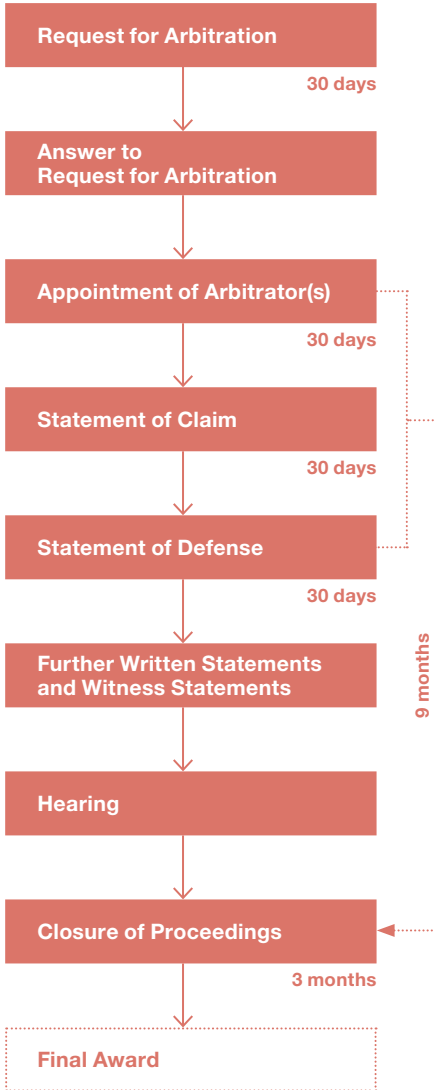 Request for Arbitration
30 days
Answer to
Request for Arbitration
Appointment of Arbitrator(s)
30 days
Statement of Claim
30 days
Statement of Defense
30 days
Further Written Statements
and Witness Statements
9 months
Hearing
Closure of Proceedings
3 months
Final Award